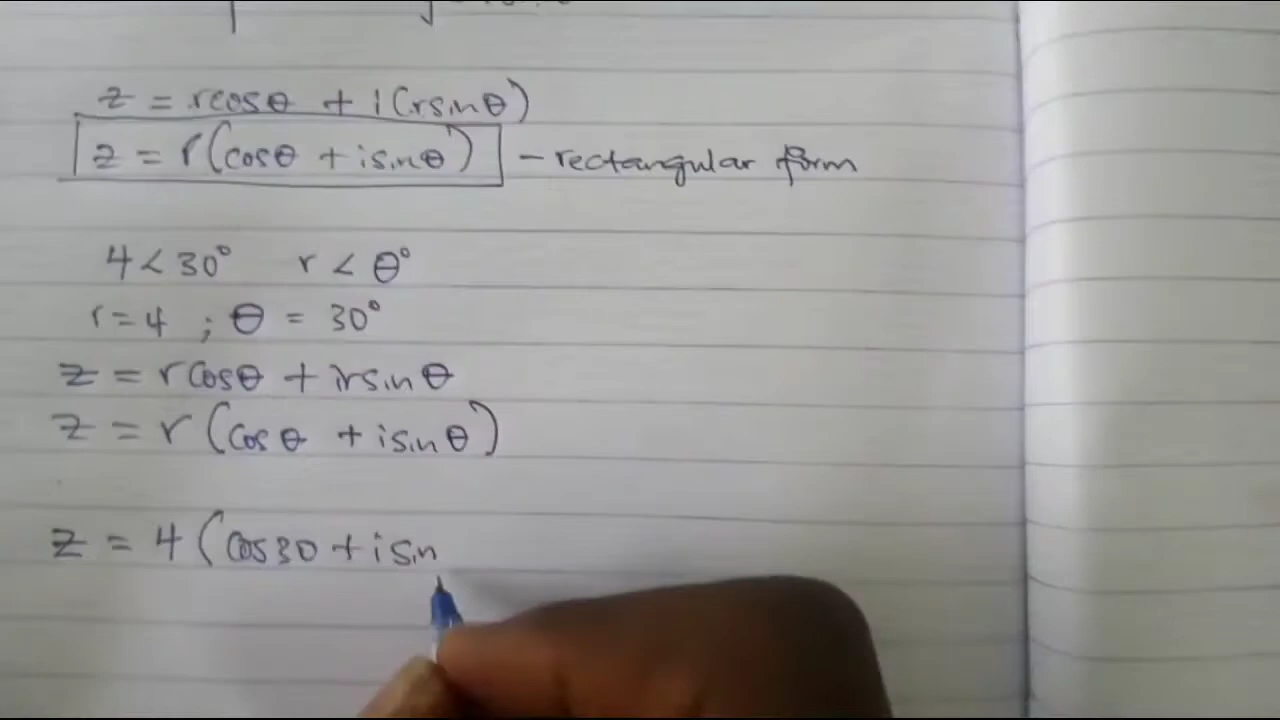 z = rcosθ + i(rsinθ)
z = r(cosθ + isinθ) - rectangular form
4<30° r < θ°
r=4 ; θ = 30°
z = rcosθ + irsinθ
z = r(cosθ + isinθ)
z = 4(cos30 + isin